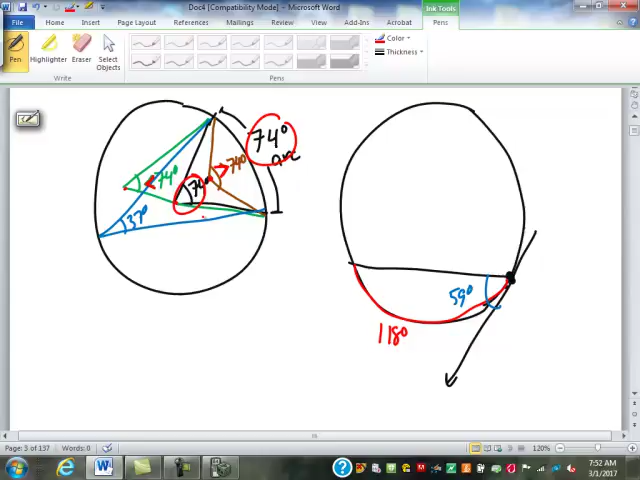 Doc4 [Compatibility Mode] - Microsoft Word
Ink Tools
File
Home
Insert
Page Layout
References
Mailings
Review
View
Add-Ins
Acrobat
Pens
Pen
Highlighter
Eraser
Select Objects
Write
Pens
Color
Thickness
74°
arc
<74°
74°
>74°
37°
59°
118°
Page: 3 of 137
Words: 0
120%
7:52 AM
3/1/2017